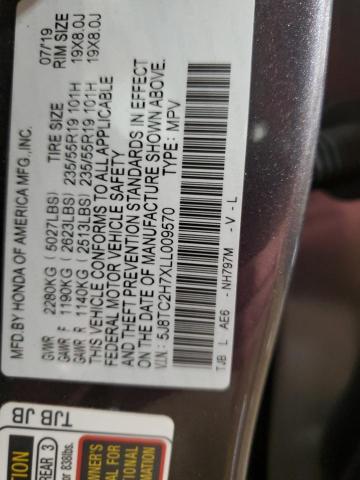 MFD.BY HONDA OF AMERICA MFG.,INC. 07/19
TIRE SIZE RIM SIZE
GVWR 2280KG (5027LBS)
GAWR F 1190KG (2623LBS) 235/55R19 101H 19X8.0J
GAWR R 1140KG (2513LBS) 235/55R19 101H 19X8.0J
THIS VEHICLE CONFORMS TO ALL APPLICABLE
FEDERAL MOTOR VEHICLE SAFETY
AND THEFT PREVENTION STANDARDS IN EFFECT
ON THE DATE OF MANUFACTURE SHOWN ABOVE.
V.I.N.: 5J8TC2H7XLL009570 TYPE: MPV
TJB L AE6 - NH797M - V - L
TJB JB
REAR 3
838lbs.